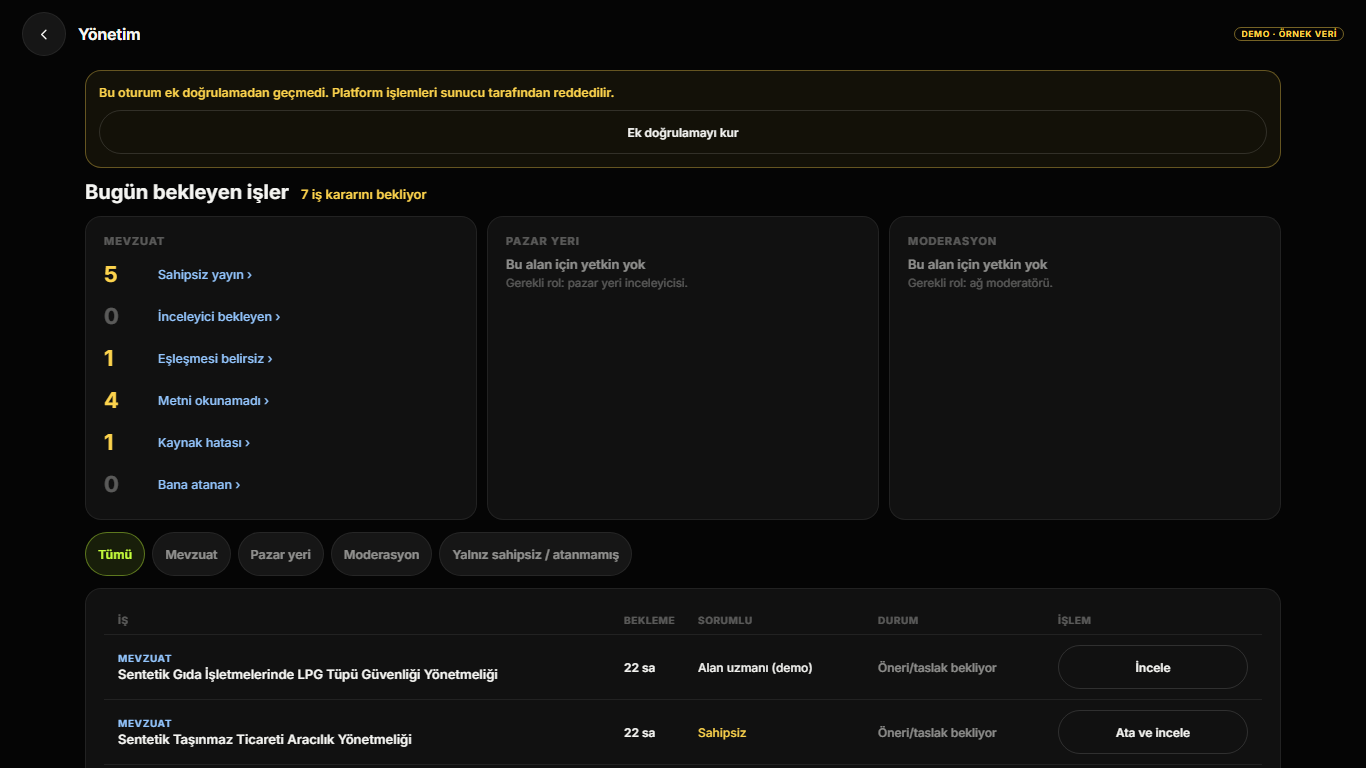 Yönetim
DEMO · ÖRNEK VERİ
Bu oturum ek doğrulamadan geçmedi. Platform işlemleri sunucu tarafından reddedilir.
Ek doğrulamayı kur
Bugün bekleyen işler 7 iş kararını bekliyor
MEVZUAT
5 Sahipsiz yayın ›
0 İnceleyici bekleyen ›
1 Eşleşmesi belirsiz ›
4 Metni okunamadı ›
1 Kaynak hatası ›
0 Bana atanan ›
PAZAR YERI
Bu alan için yetkin yok
Gerekli rol: pazar yeri inceleyicisi.
MODERASYON
Bu alan için yetkin yok
Gerekli rol: ağ moderatörü.
Tümü Mevzuat Pazar yeri Moderasyon Yalnız sahipsiz / atanmamış
İŞ BEKLEME SORUMLU DURUM İŞLEM
MEVZUAT
Sentetik Gıda İşletmelerinde LPG Tüpü Güvenliği Yönetmeliği 22 sa Alan uzmanı (demo) Öneri/taslak bekliyor İncele
MEVZUAT
Sentetik Taşınmaz Ticareti Aracılık Yönetmeliği 22 sa Sahipsiz Öneri/taslak bekliyor Ata ve incele